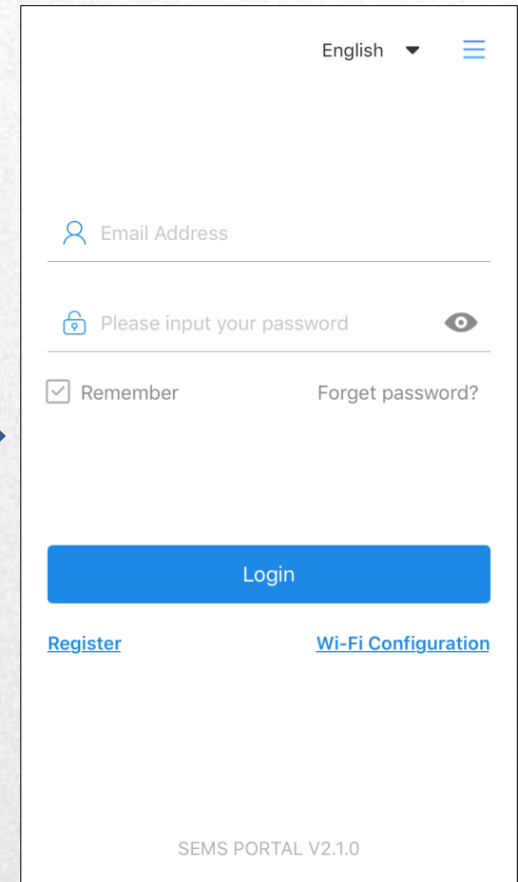 English
Email Address
Please input your password
Remember Forget password?
Login
Register Wi-Fi Configuration
SEMS PORTAL V2.1.0